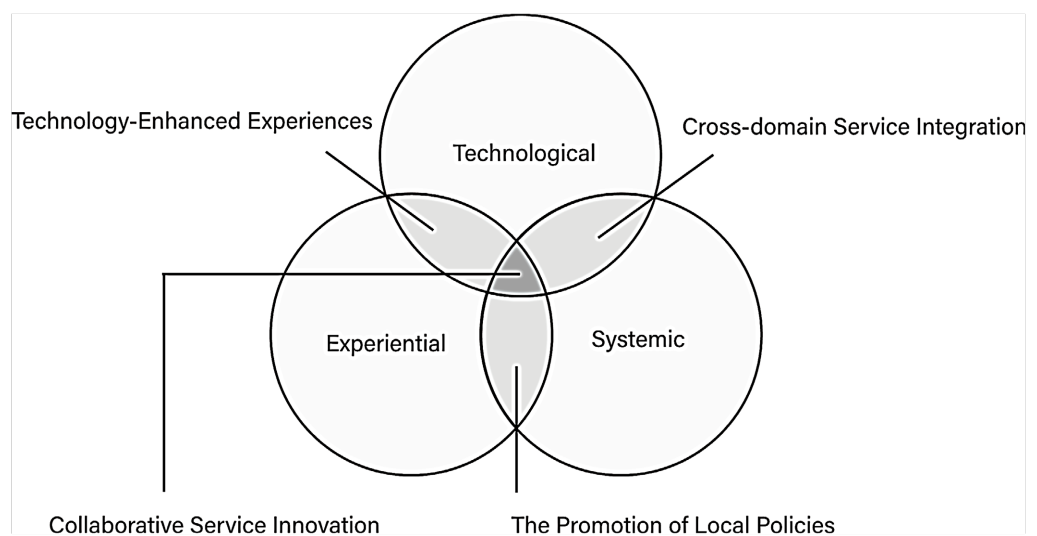 Technology-Enhanced Experiences
Cross-domain Service Integration
Technological
Experiential
Systemic
Collaborative Service Innovation
The Promotion of Local Policies